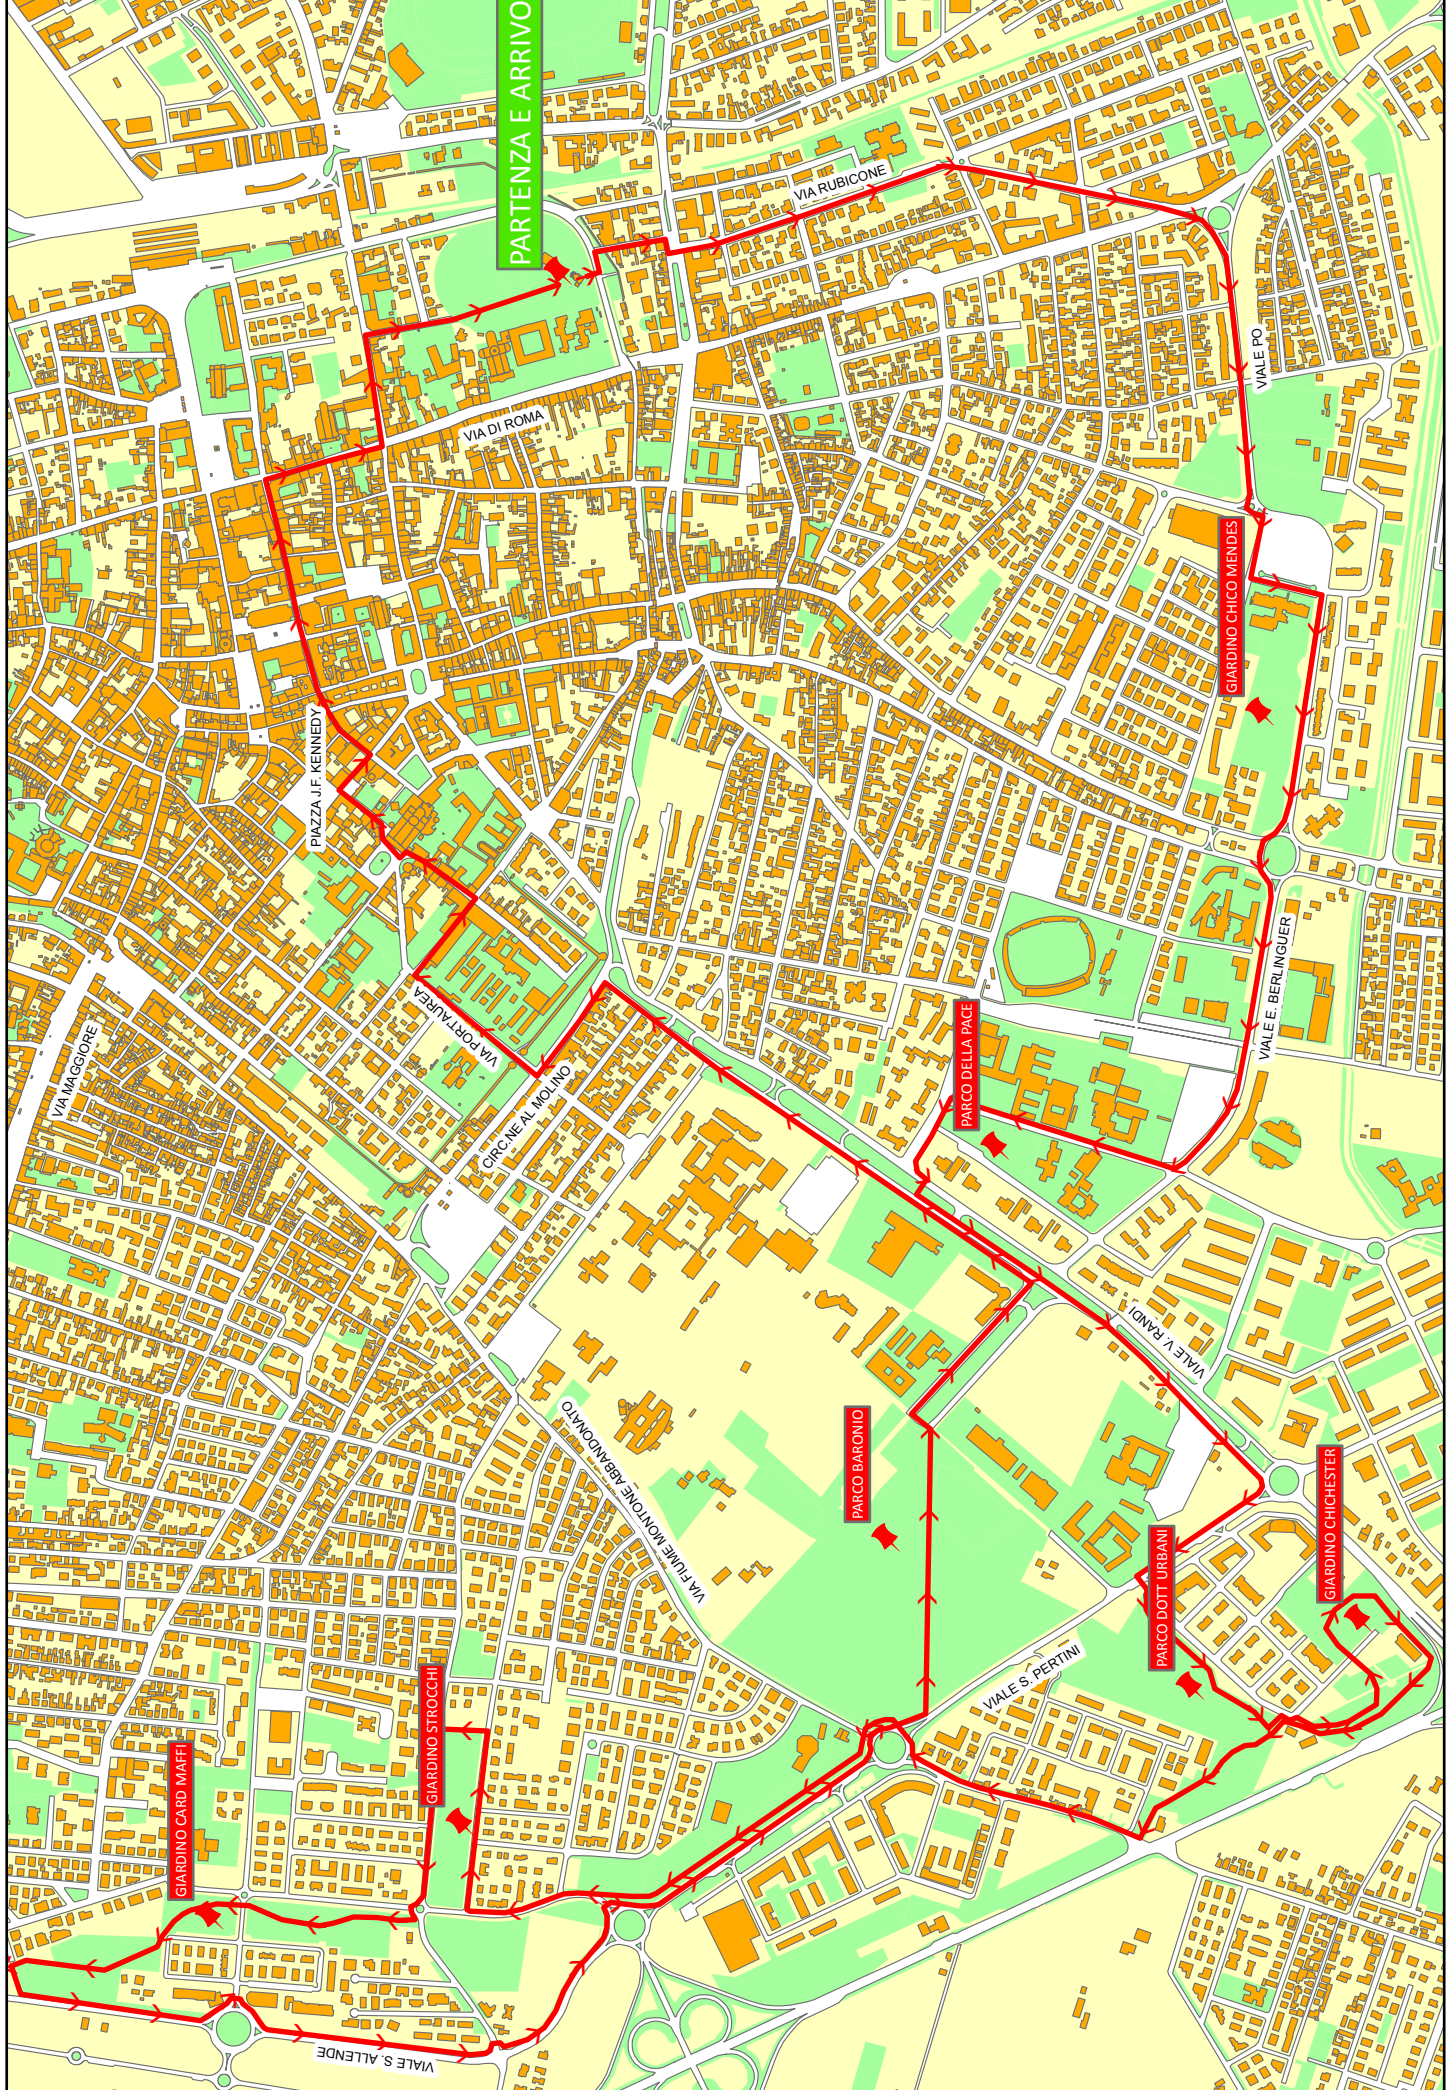 PARTENZA E ARRIVO
VIA RUBICONE
VIALE PO
VIA DI ROMA
GIARDINO CHICO MENDES
PIAZZA J.F. KENNEDY
VIALE E. BERLINGUER
VIA PORTAUREA
VIA MAGGIORE
CIRC.NE AL MOLINO
PARCO DELLA PACE
VIALE V. RANDI
PARCO BARONIO
VIA FIUME MONTONE ABBANDONATO
GIARDINO CHICHESTER
PARCO DOTT URBANI
VIALE S. PERTINI
GIARDINO STROCCHI
GIARDINO CARD MAFFI
VIALE S. ALLENDE